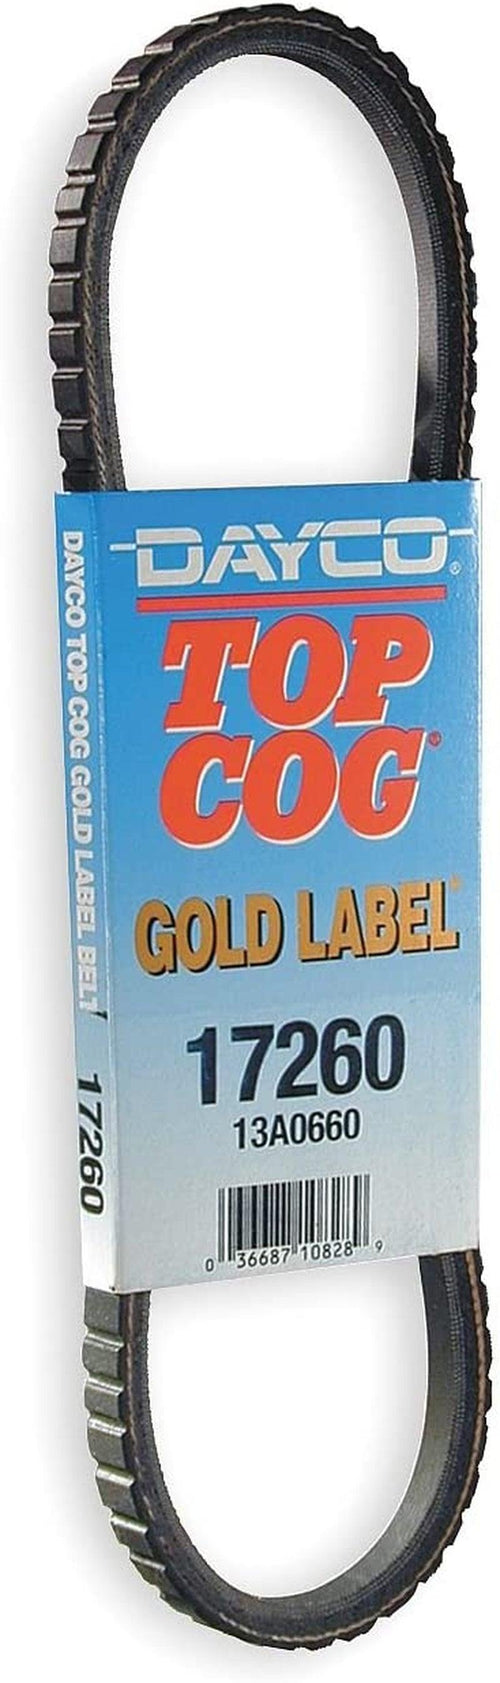 DAYCO®
TOP
COG®
GOLD LABEL
17260
13A0660
0 36687 10828 9
DAYCO TOP COG GOLD LABEL BELT 17260